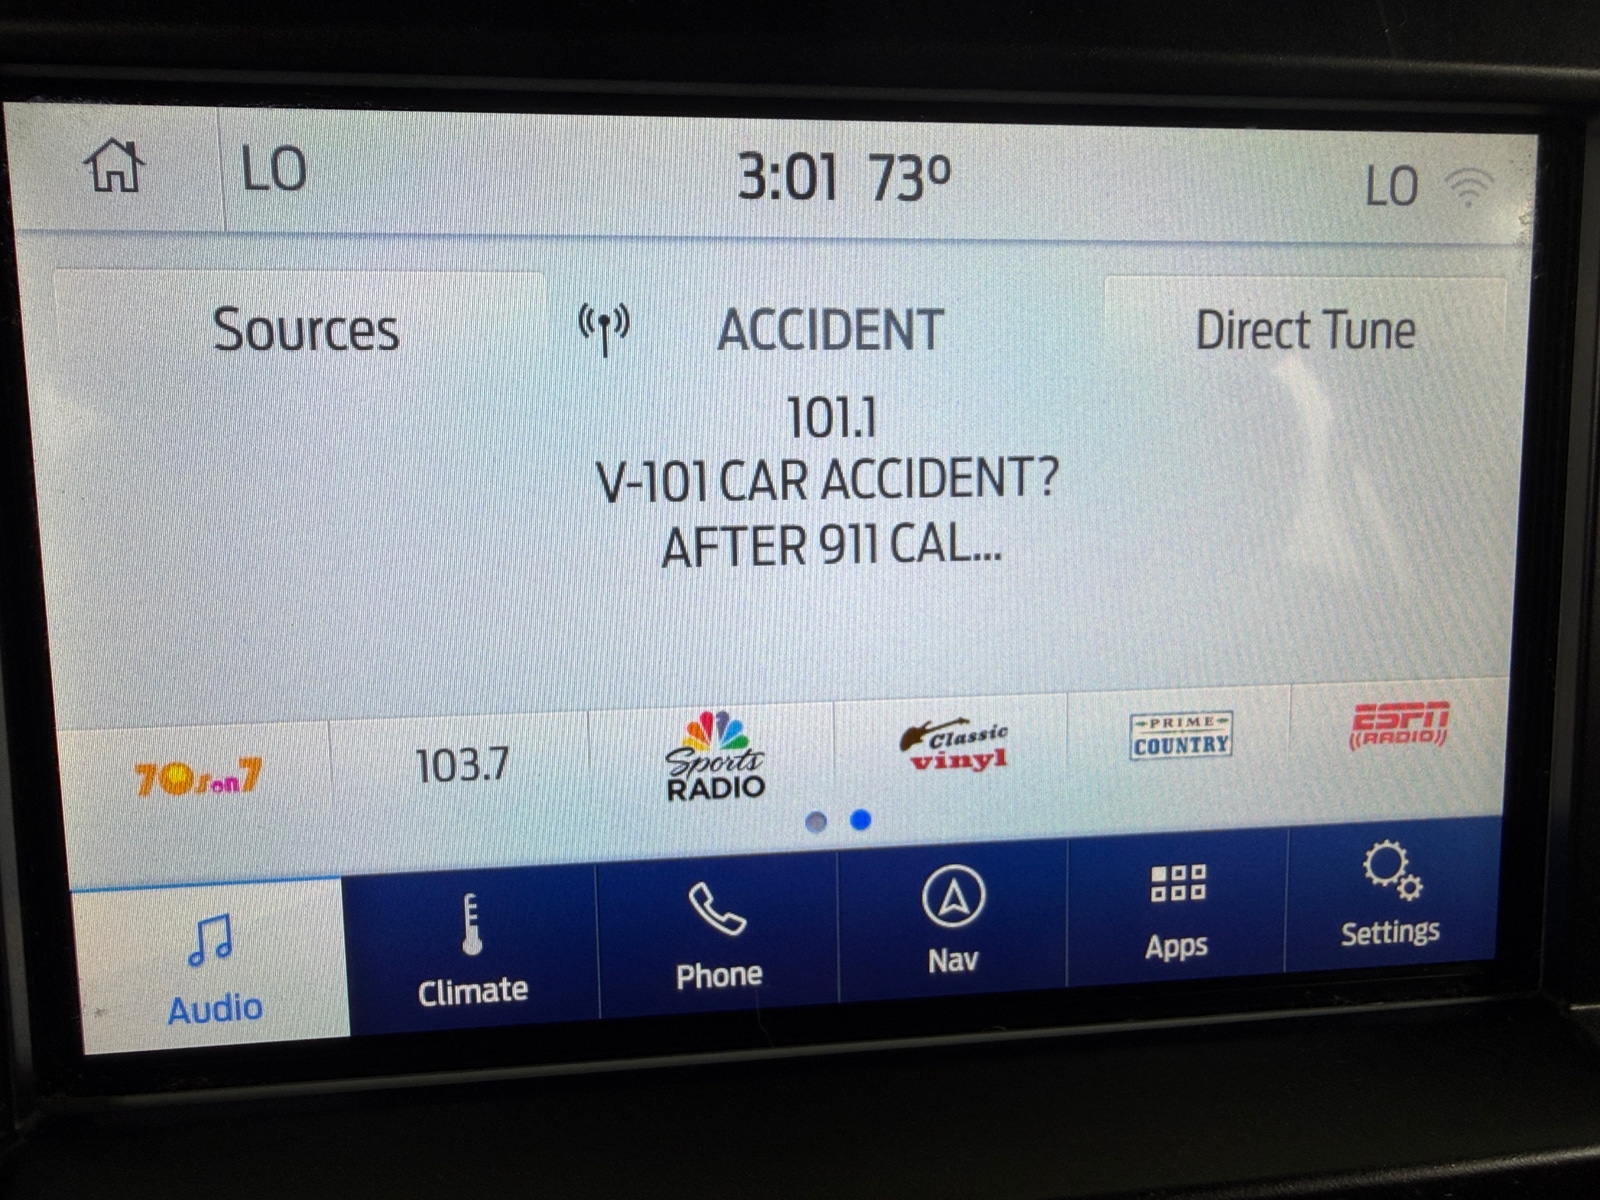 LO 3:01 73º LO
Sources ACCIDENT Direct Tune
101.1
V-101 CAR ACCIDENT?
AFTER 911 CAL...
70s on 7
103.7
Sports
RADIO
Classic
vinyl
PRIME
COUNTRY
ESPN
RADIO
Audio Climate Phone Nav Apps Settings